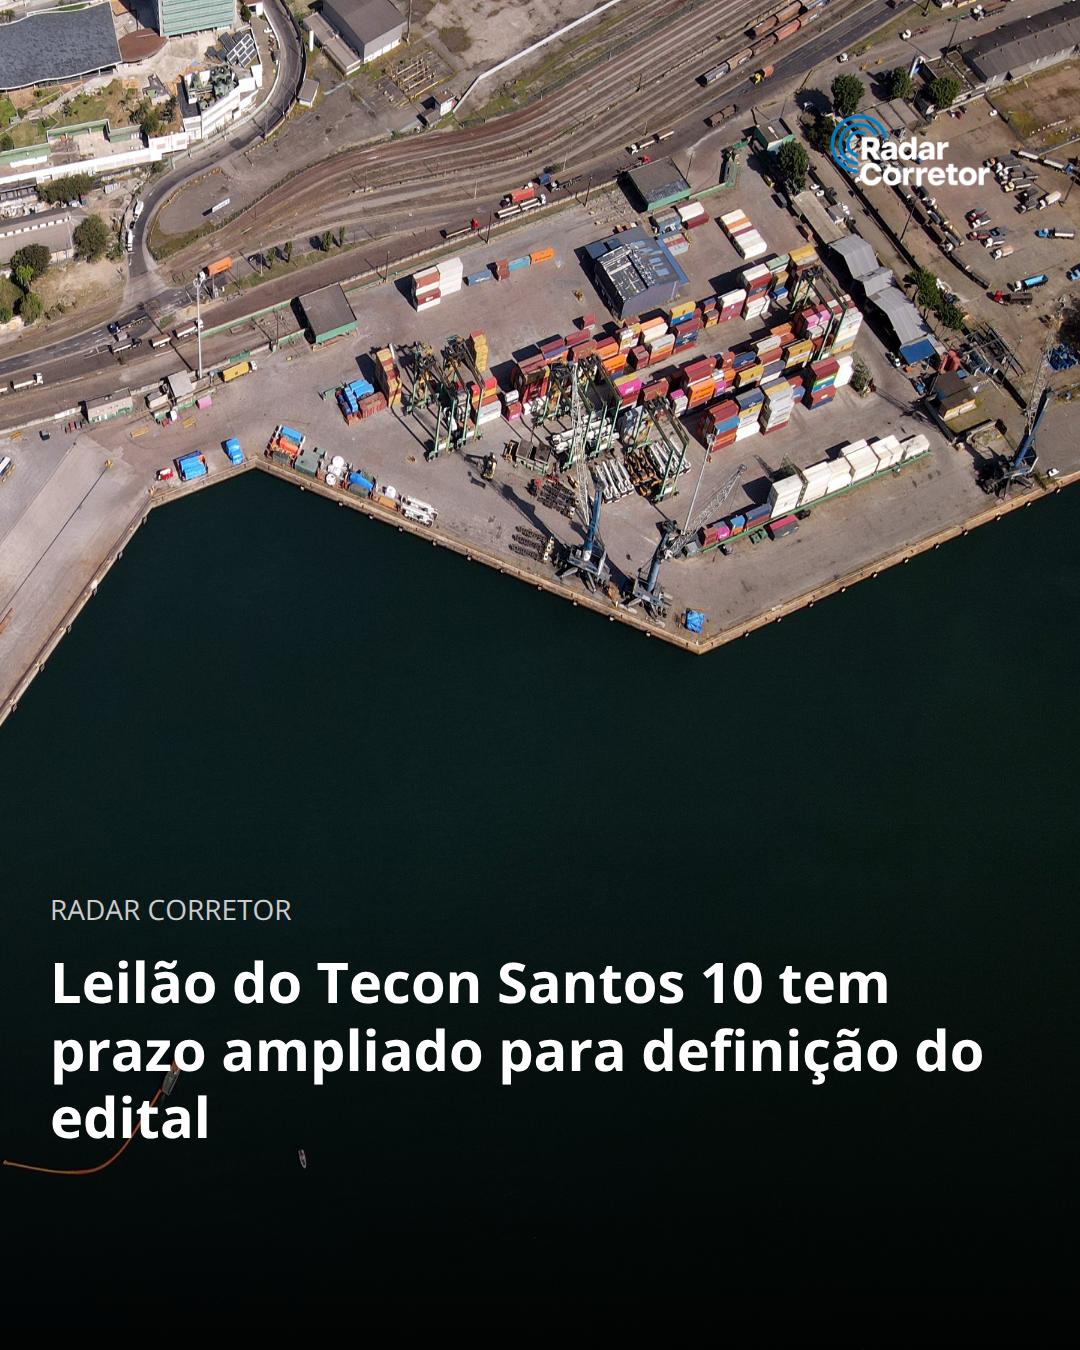 Radar
Corretor
RADAR CORRETOR
Leilão do Tecon Santos 10 tem
prazo ampliado para definição do
edital